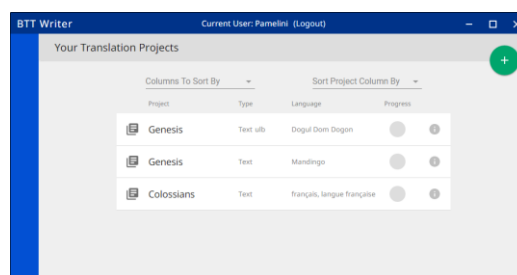 BTT Writer
Current User: Pamelini (Logout)
Your Translation Projects
Columns To Sort By
Sort Project Column By
Project Type Language Progress
Genesis Text ulb Dogul Dom Dogon
Genesis Text Mandingo
Colossians Text français, langue française